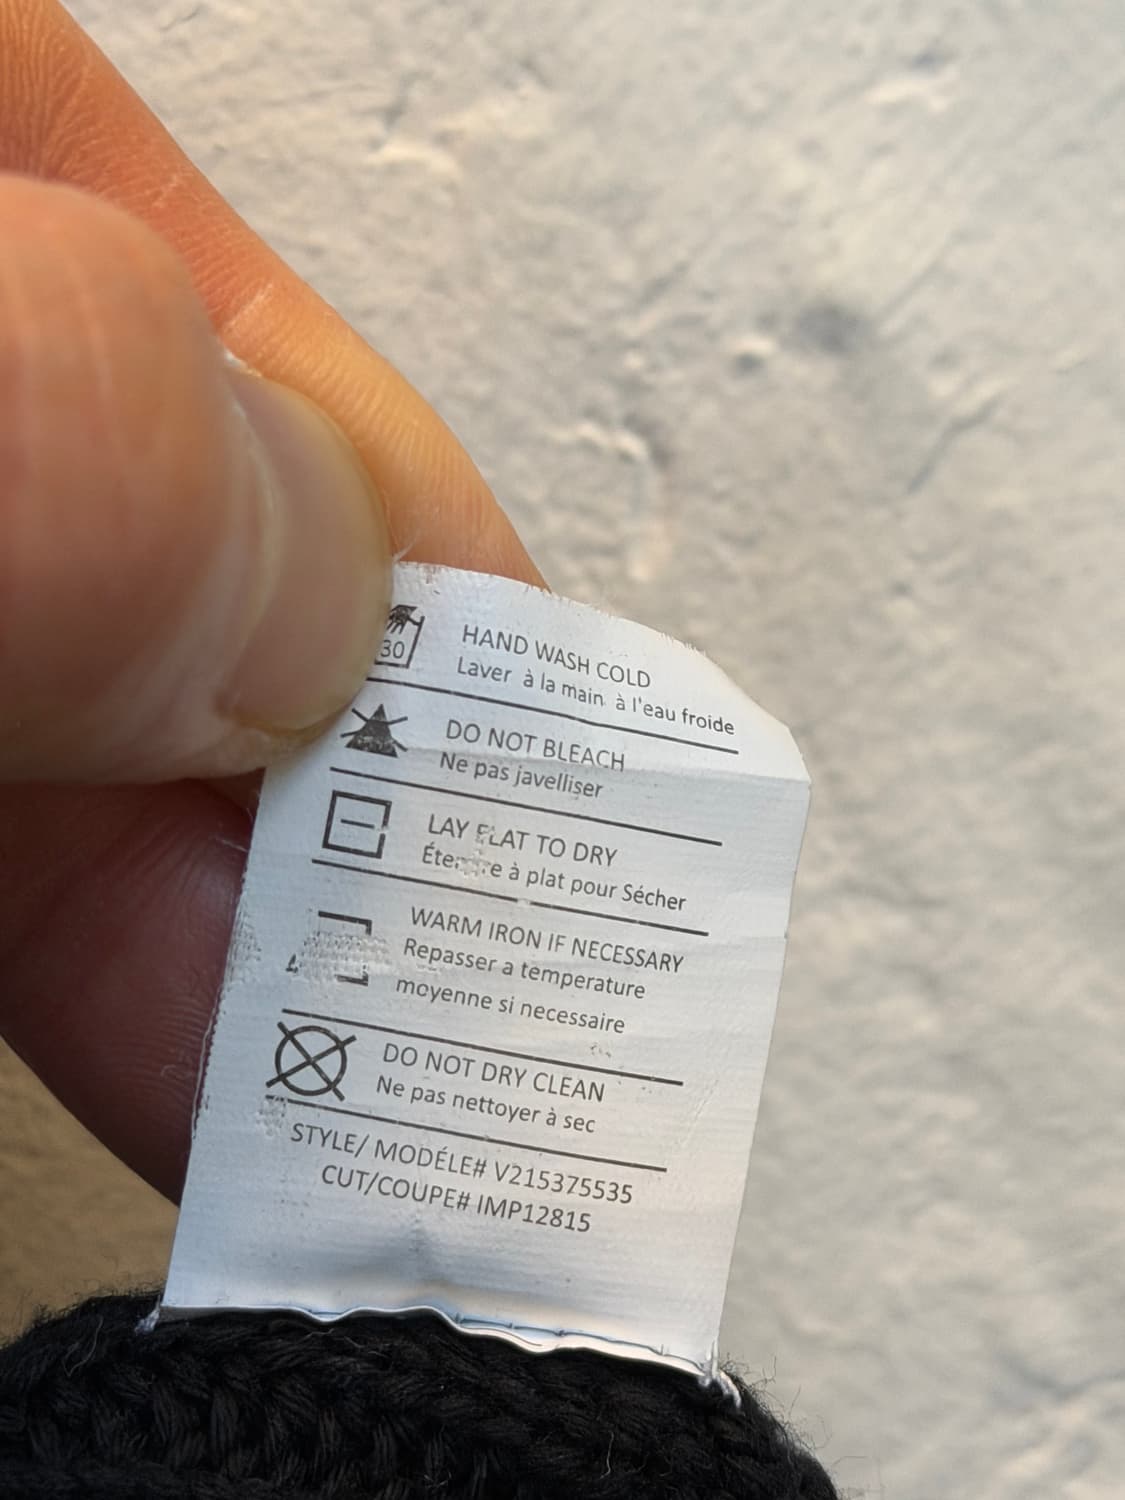 30
HAND WASH COLD
Laver à la main à l'eau froide
DO NOT BLEACH
Ne pas javelliser
LAY FLAT TO DRY
à plat pour Sécher
WARM IRON IF NECESSARY
Repasser a temperature
moyenne si necessaire
DO NOT DRY CLEAN
Ne pas nettoyer à sec
STYLE/ MODÉLE# V215375535
CUT/COUPE# IMP12815